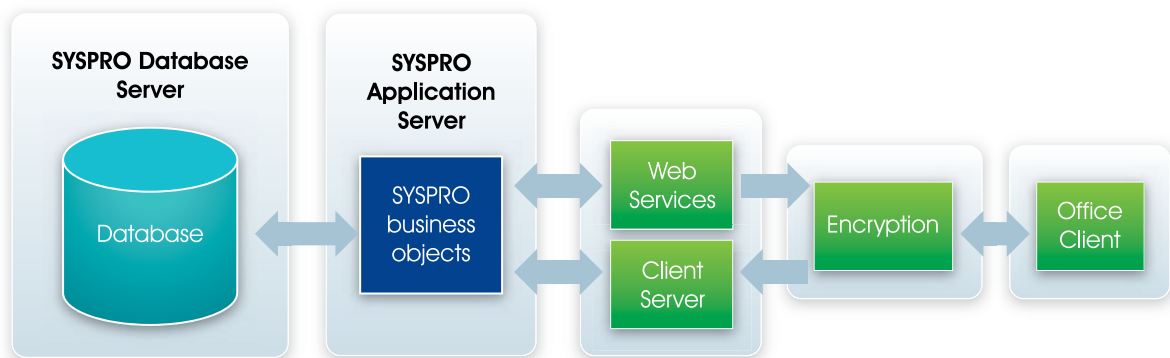 SYSPRO Database
Server
Database
SYSPRO
Application
Server
SYSPRO
business
objects
Web
Services
Client
Server
Encryption
Office
Client